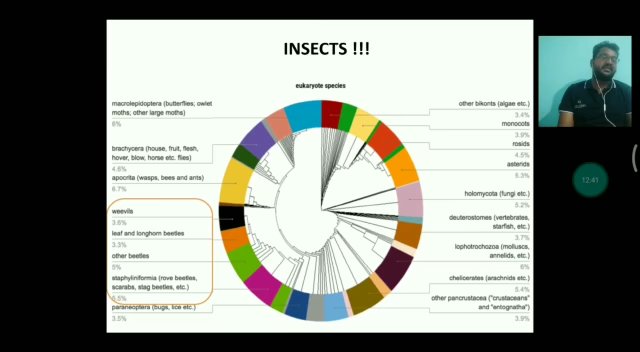 INSECTS !!!
eukaryote species
macrolepidoptera (butterflies; owlet
moths; other large moths)
6%
brachycera (house, fruit, flesh,
hover, blow, horse etc. flies)
4.6%
apocrita (wasps, bees and ants)
6.7%
weevils
3.6%
leaf and longhorn beetles
3.3%
other beetles
5%
staphyliniformia (rove beetles,
scarabs, stag beetles, etc.)
5.5%
paraneoptera (bugs, lice etc.)
3.5%
other bikonts (algae etc.)
3.4%
monocots
3.9%
rosids
4.5%
asterids
5.3%
holomycota (fungi etc.)
5.2%
deuterostomes (vertebrates,
starfish, etc.)
3.7%
lophotrochozoa (molluscs,
annelids, etc.)
6%
chelicerates (arachnids etc.)
5.4%
other pancrustacea ("crustaceans"
and "entognatha")
3.9%
12:41